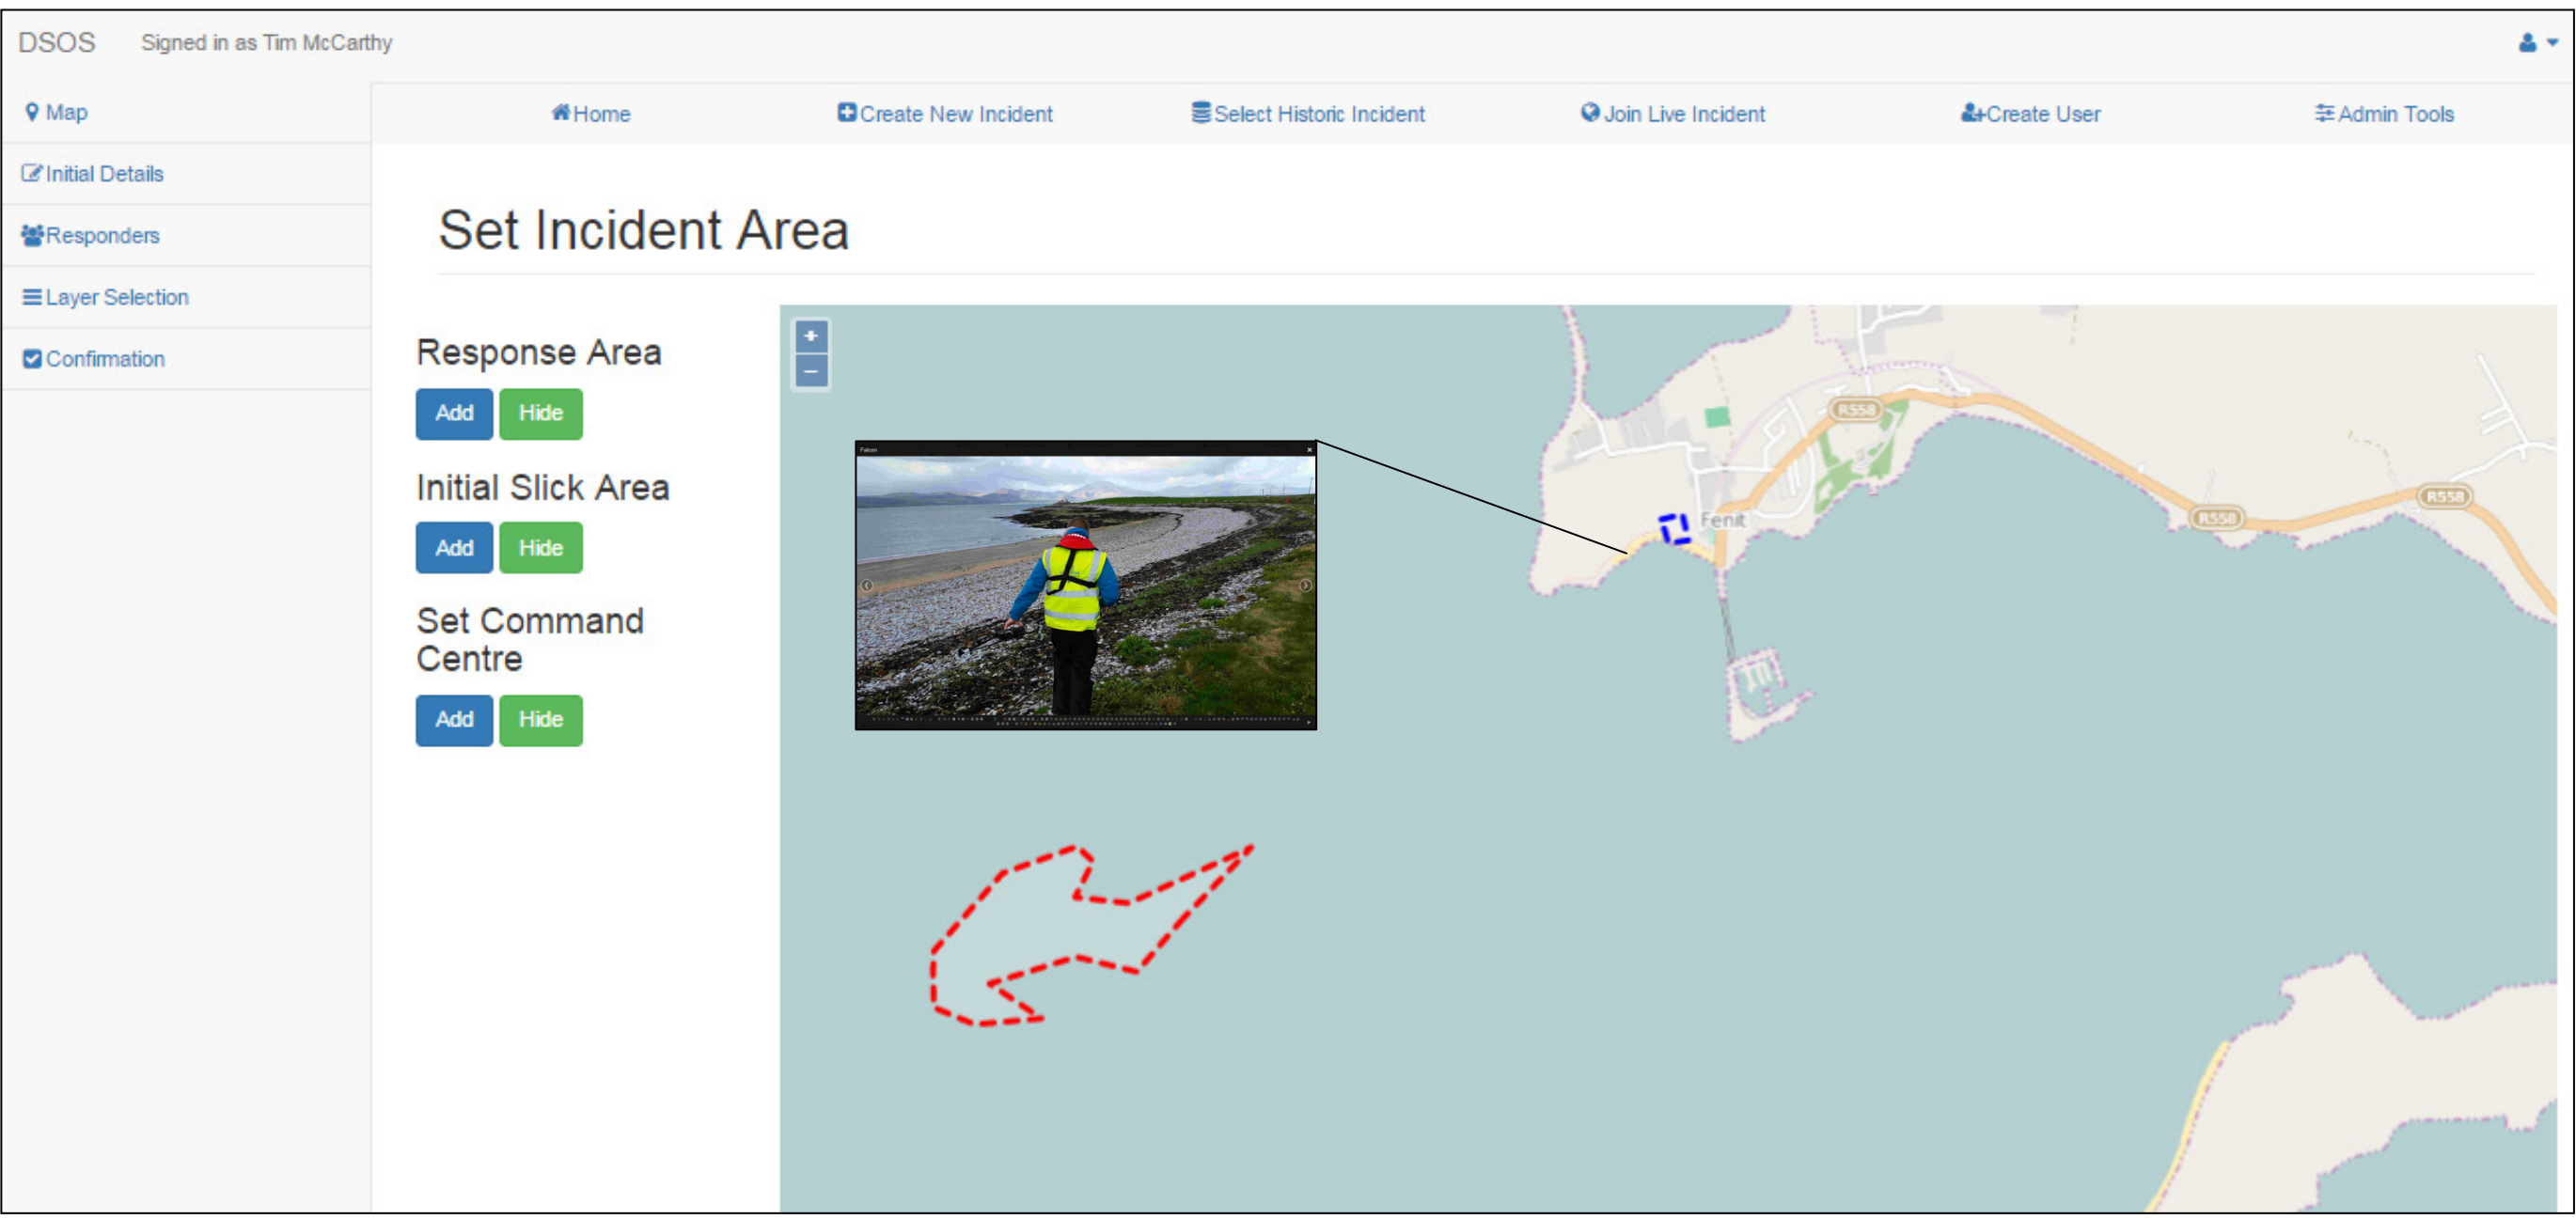 DSOS Signed in as Tim McCarthy
Map
Home
Create New Incident
Select Historic Incident
Join Live Incident
Create User
Admin Tools
Initial Details
Responders
Layer Selection
Confirmation
Set Incident Area
Response Area
Add Hide
Initial Slick Area
Add Hide
Set Command
Centre
Add Hide
+
−
Falcon
R558
R558
R558
Fenit